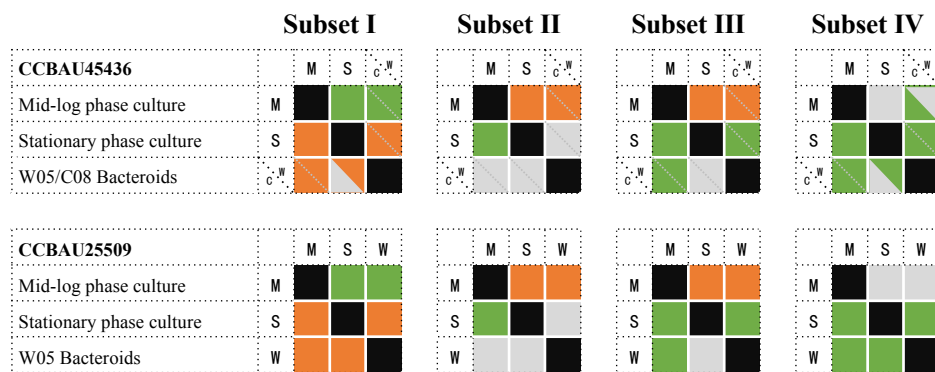 Subset I Subset II Subset III Subset IV
CCBAU45436 M S C W M S C W M S C W M S C W
Mid-log phase culture M M M M
Stationary phase culture S S S S
W05/C08 Bacteroids C W C W C W C W
CCBAU25509 M S W M S W M S W M S W
Mid-log phase culture M M M M
Stationary phase culture S S S S
W05 Bacteroids W W W W